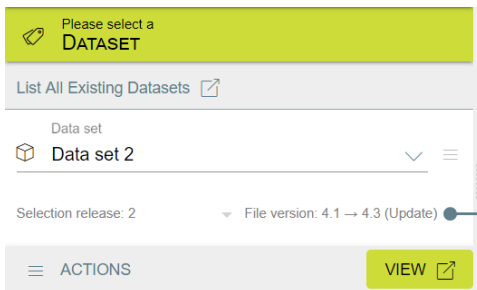 Please select a
DATASET
List All Existing Datasets
Data set
Data set 2
Selection release: 2 File version: 4.1 → 4.3 (Update)
ACTIONS VIEW